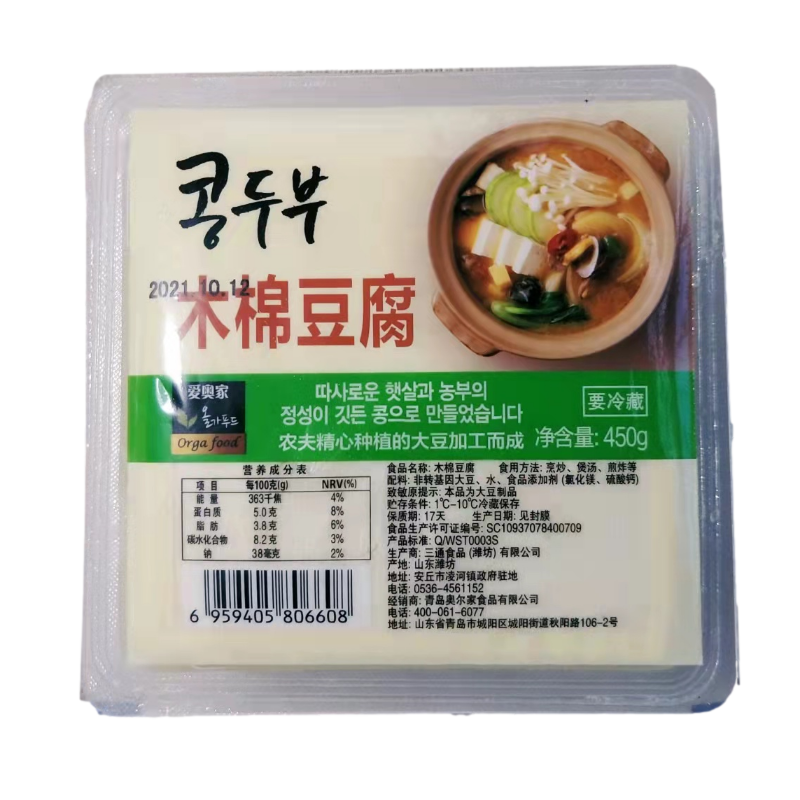 콩두부
2021.10.12
木棉豆腐
爱奥家
올가푸드
Orga food
따사로운 햇살과 농부의
정성이 깃든 콩으로 만들었습니다
农夫精心种植的大豆加工而成
要冷藏
净含量: 450g
营养成分表
项 目 每100克(g) NRV(%)
能 量 363千焦 4%
蛋白质 5.0克 8%
脂 肪 3.8克 6%
碳水化合物 8.2克 3%
钠 38毫克 2%
6 959405 806608
食品名称: 木棉豆腐 食用方法: 烹炒、煲汤、煎炸等
配料: 非转基因大豆、水、食品添加剂 (氯化镁、硫酸钙)
致敏原提示: 本品为大豆制品
贮存条件: 1℃-10℃冷藏保存
保质期: 17天 生产日期: 见封膜
食品生产许可证编号: SC10937078400709
产品标准: Q/WST0003S
生产商: 三通食品 (潍坊) 有限公司
产地: 山东潍坊
地址: 安丘市凌河镇政府驻地
电话: 0536-4561152
经销商: 青岛奥尔家食品有限公司
电话: 400-061-6077
地址: 山东省青岛市城阳区城阳街道秋阳路106-2号